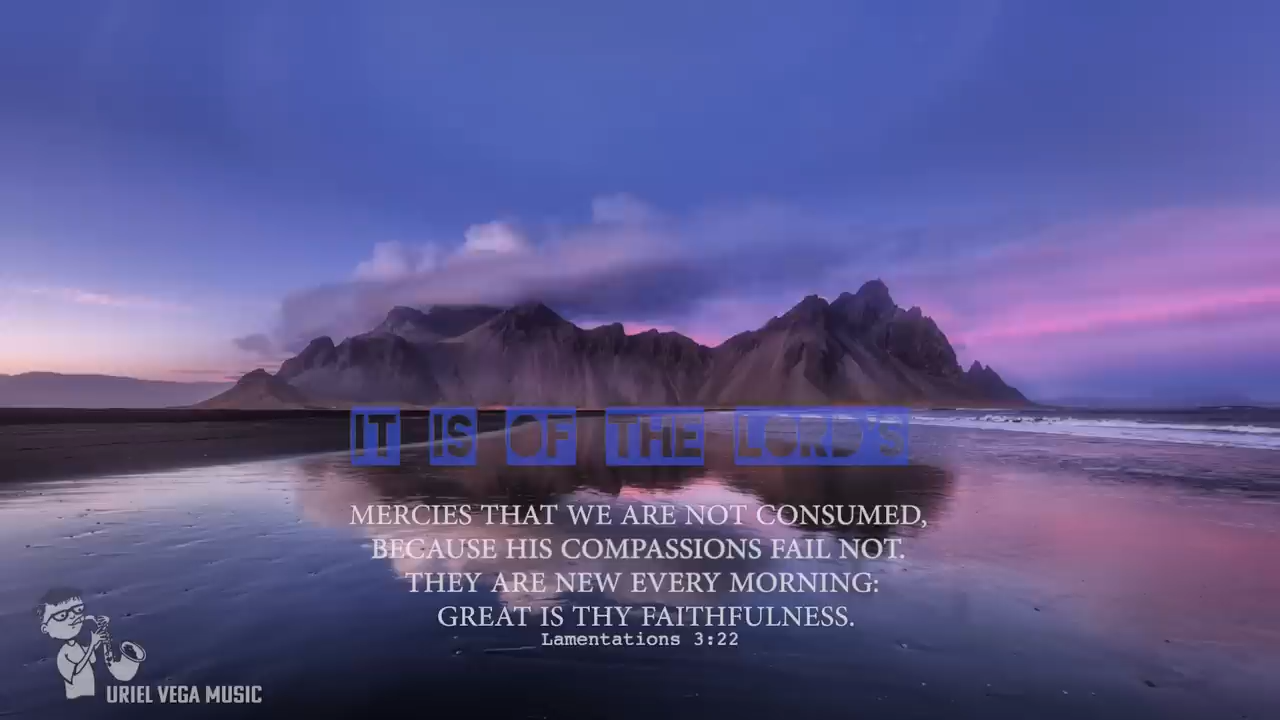 IT IS OF THE LORD'S
MERCIES THAT WE ARE NOT CONSUMED,
BECAUSE HIS COMPASSIONS FAIL NOT.
THEY ARE NEW EVERY MORNING:
GREAT IS THY FAITHFULNESS.
Lamentations 3:22
URIEL VEGA MUSIC